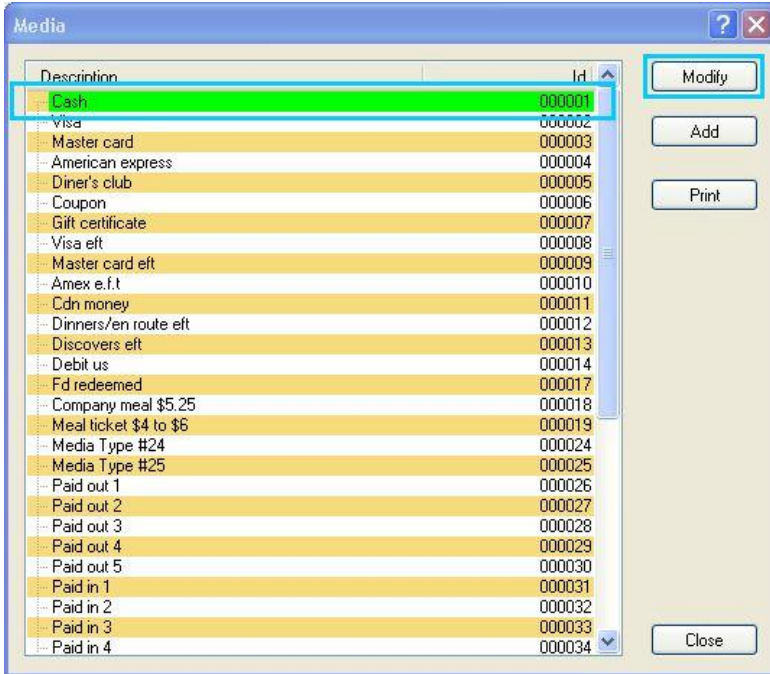 Media
Description Id
Modify
Cash 000001
Visa 000002
Add
Master card 000003
American express 000004
Diner's club 000005
Print
Coupon 000006
Gift certificate 000007
Visa eft 000008
Master card eft 000009
Amex e.f.t 000010
Cdn money 000011
Dinners/en route eft 000012
Discovers eft 000013
Debit us 000014
Fd redeemed 000017
Company meal $5.25 000018
Meal ticket $4 to $6 000019
Media Type #24 000024
Media Type #25 000025
Paid out 1 000026
Paid out 2 000027
Paid out 3 000028
Paid out 4 000029
Paid out 5 000030
Paid in 1 000031
Paid in 2 000032
Paid in 3 000033
Paid in 4 000034
Close